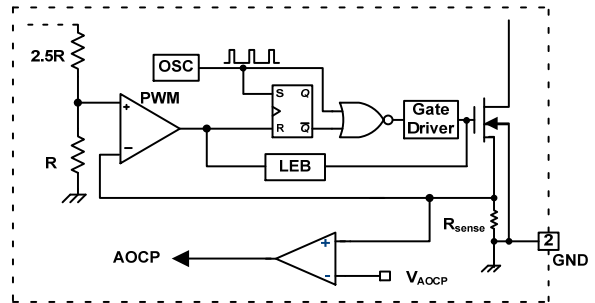 2.5R
OSC
PWM
+
−
S Q
R Q̅
Gate
Driver
R
LEB
Rsense
2
GND
AOCP
+
-
VAOCP